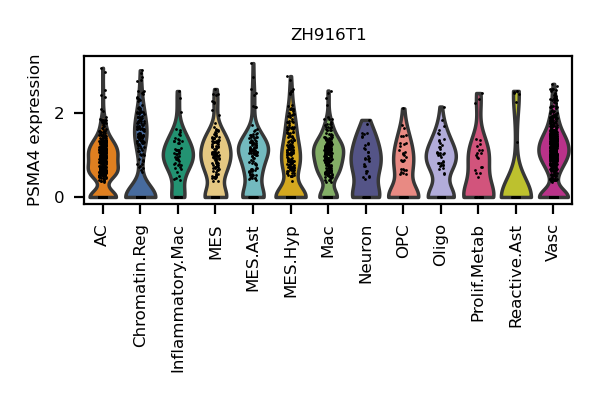 ZH916T1
PSMA4 expression
2
0
AC
Chromatin.Reg
Inflammatory.Mac
MES
MES.Ast
MES.Hyp
Mac
Neuron
OPC
Oligo
Prolif.Metab
Reactive.Ast
Vasc